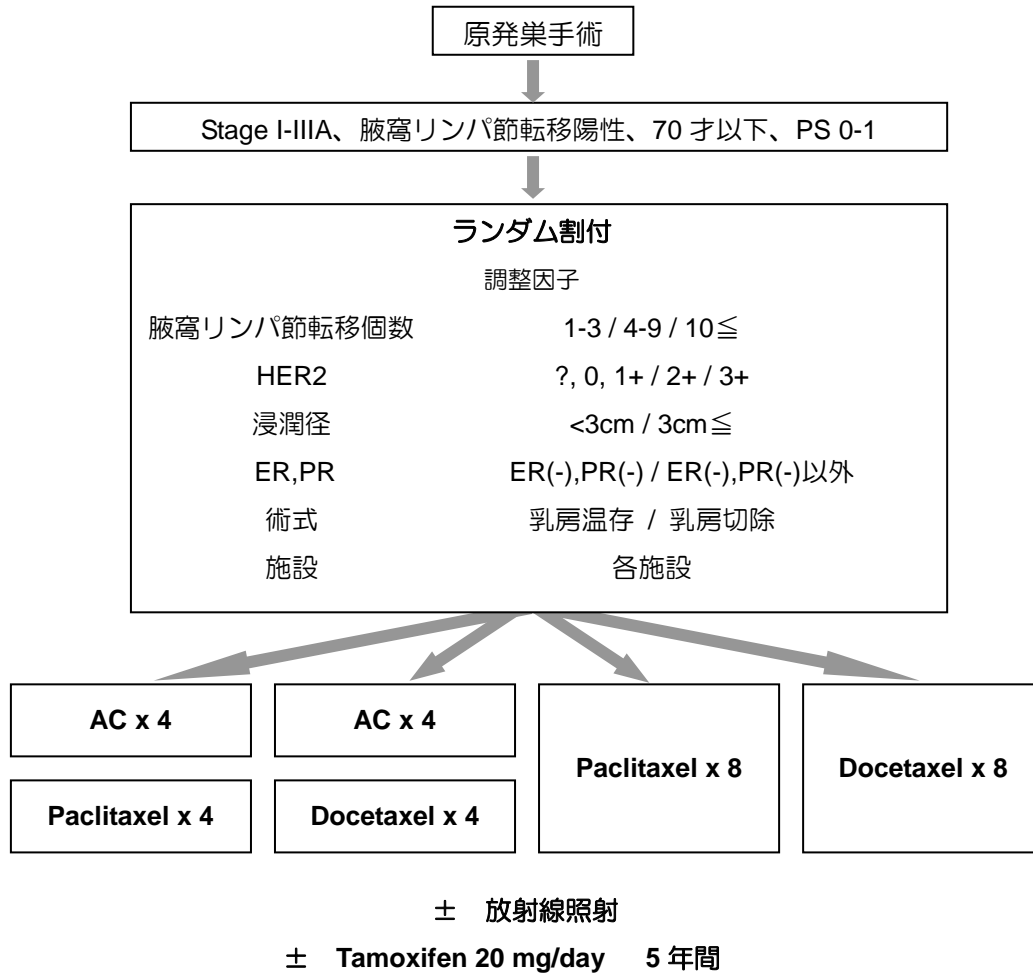 原発巣手術
Stage I-IIIA、腋窩リンパ節転移陽性、70 才以下、PS 0-1
ランダム割付
調整因子
腋窩リンパ節転移個数 1-3 / 4-9 / 10≦
HER2 ?, 0, 1+ / 2+ / 3+
浸潤径 <3cm / 3cm≦
ER,PR ER(-),PR(-) / ER(-),PR(-)以外
術式 乳房温存 / 乳房切除
施設 各施設
AC x 4
Paclitaxel x 4
AC x 4
Docetaxel x 4
Paclitaxel x 8
Docetaxel x 8
± 放射線照射
± Tamoxifen 20 mg/day 5 年間